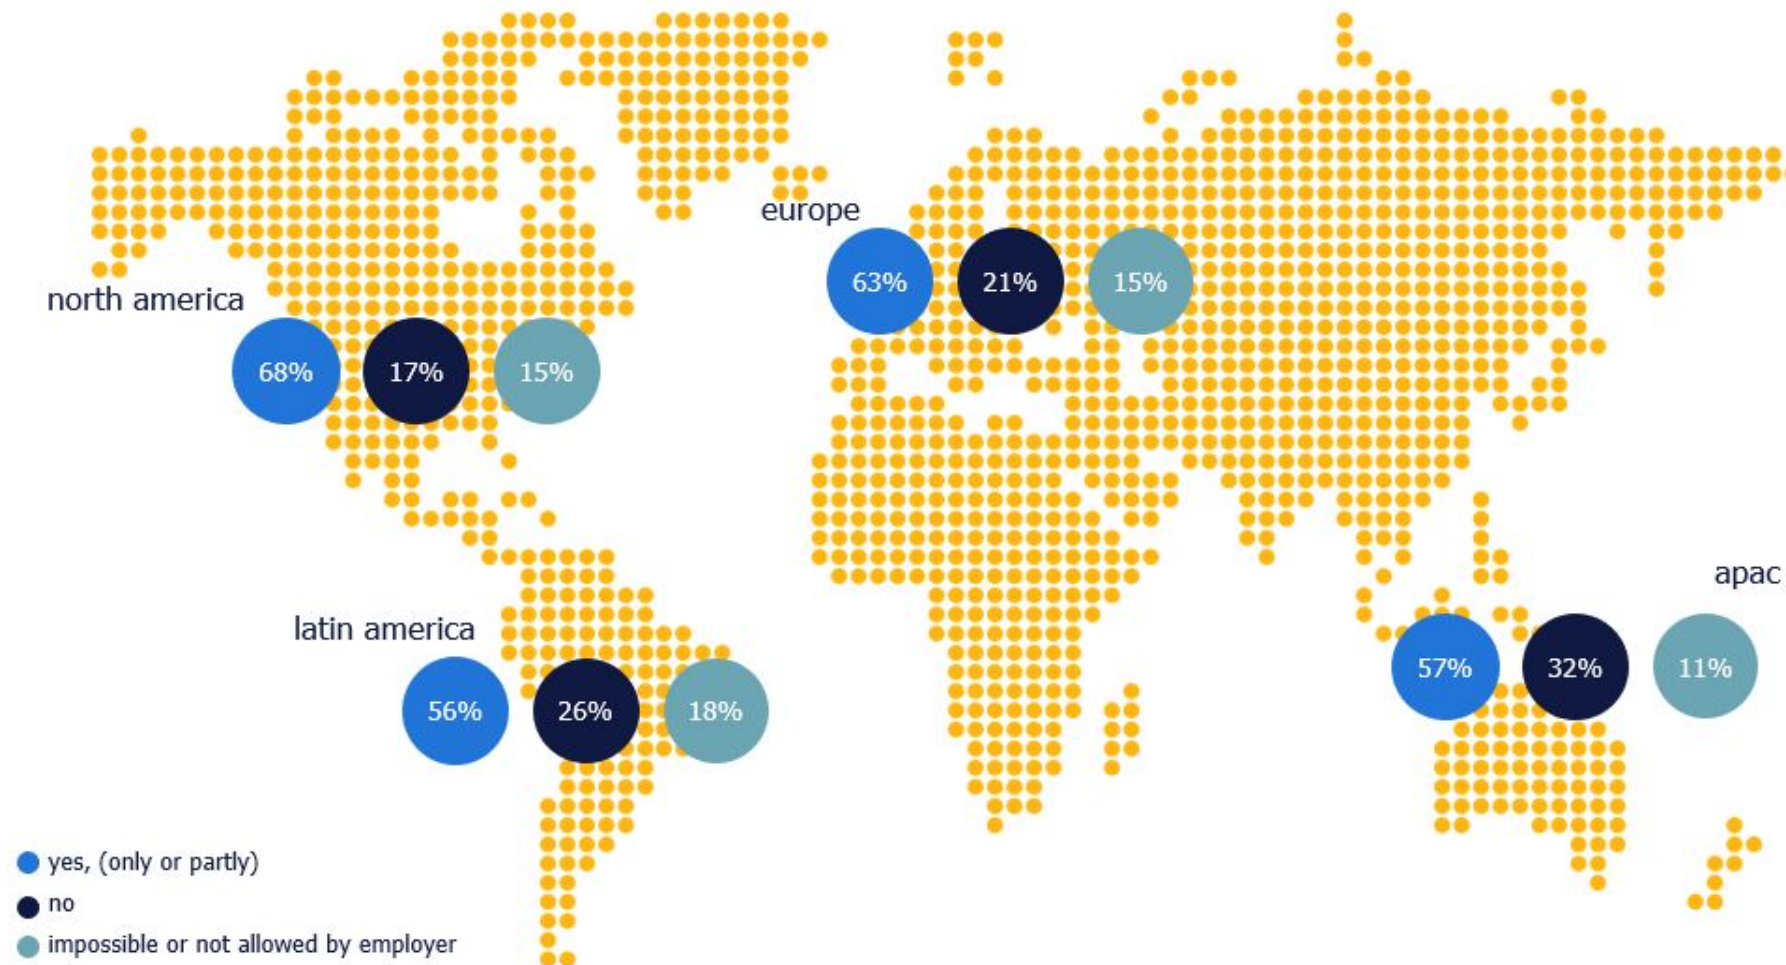 europe
63% 21% 15%
north america
68% 17% 15%
apac
57% 32% 11%
latin america
56% 26% 18%
yes, (only or partly)
no
impossible or not allowed by employer